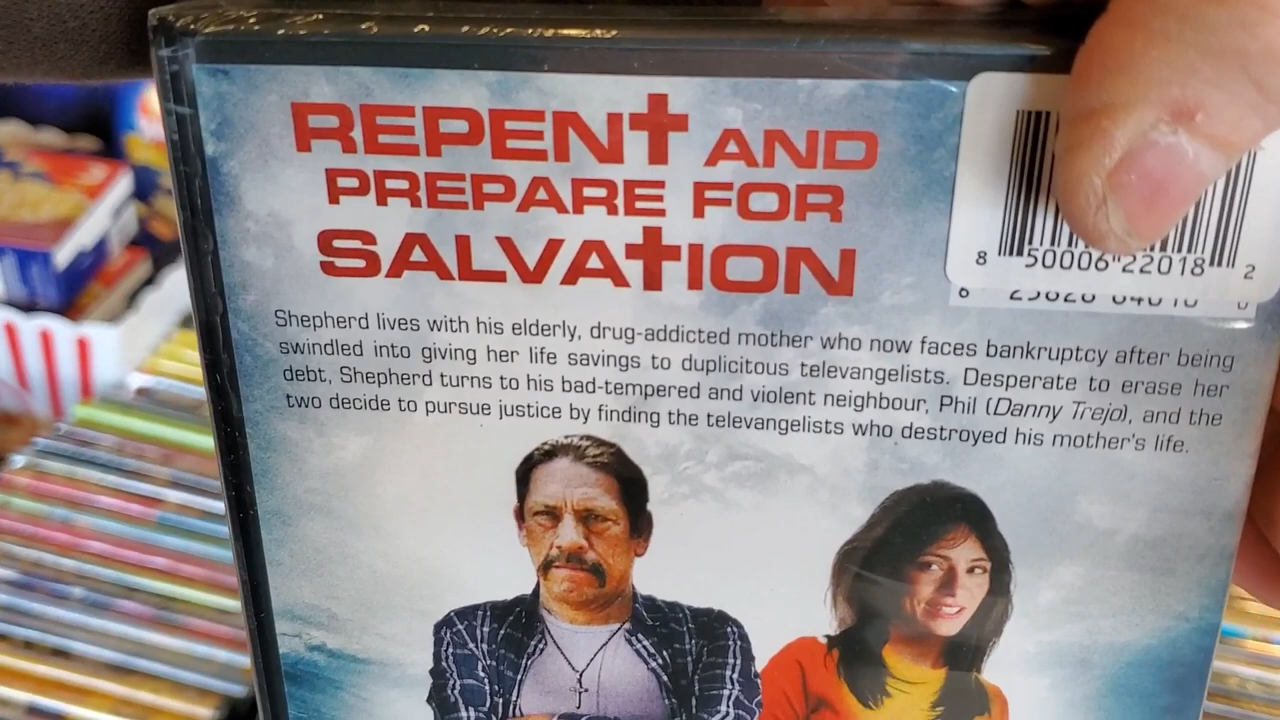 REPENT AND
PREPARE FOR
SALVATION
8 50006 22018 2
Shepherd lives with his elderly, drug-addicted mother who now faces bankruptcy after being
swindled into giving her life savings to duplicitous televangelists. Desperate to erase her
debt, Shepherd turns to his bad-tempered and violent neighbour, Phil (Danny Trejo), and the
two decide to pursue justice by finding the televangelists who destroyed his mother's life.